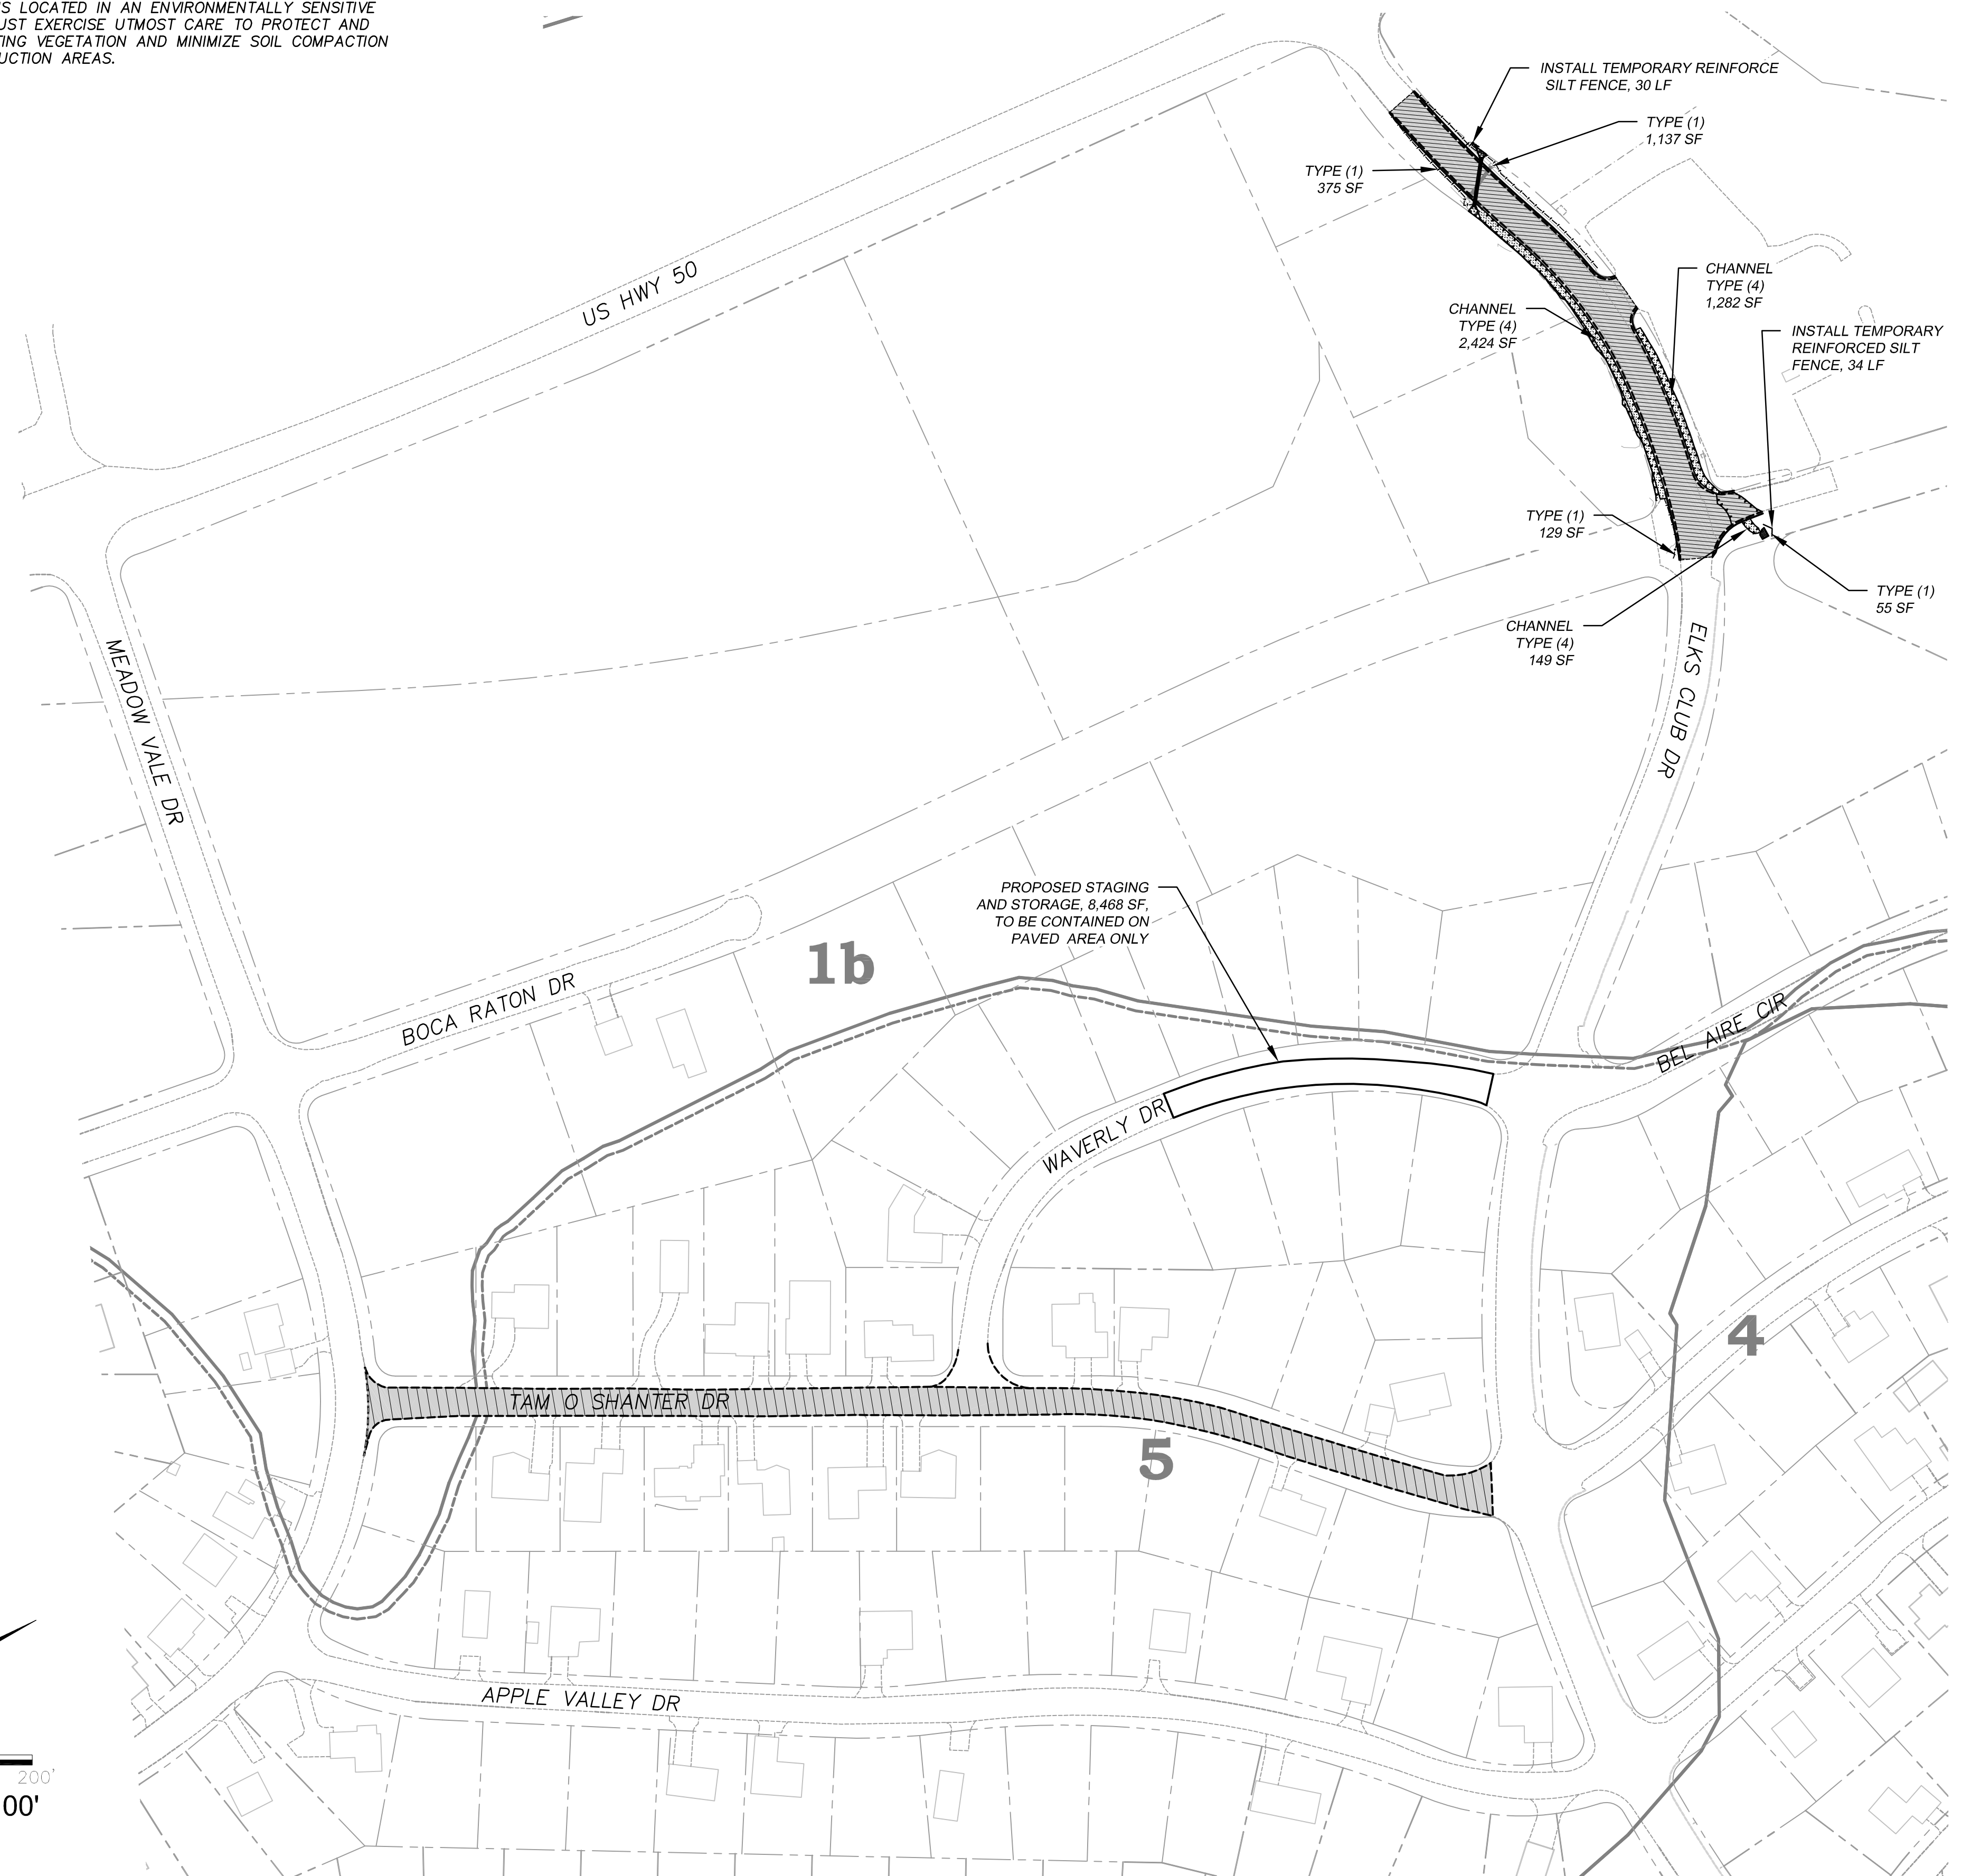 S LOCATED IN AN ENVIRONMENTALLY SENSITIVE
UST EXERCISE UTMOST CARE TO PROTECT AND
TING VEGETATION AND MINIMIZE SOIL COMPACTION
UCTION AREAS.
INSTALL TEMPORARY REINFORCE
SILT FENCE, 30 LF
TYPE (1)
1,137 SF
TYPE (1)
375 SF
US HWY 50
CHANNEL
TYPE (4)
1,282 SF
CHANNEL
TYPE (4)
2,424 SF
INSTALL TEMPORARY
REINFORCED SILT
FENCE, 34 LF
TYPE (1)
129 SF
TYPE (1)
55 SF
CHANNEL
TYPE (4)
149 SF
MEADOW VALE DR
ELKS CLUB DR
PROPOSED STAGING
AND STORAGE, 8,468 SF,
TO BE CONTAINED ON
PAVED AREA ONLY
1b
BOCA RATON DR
BEL AIRE CIR
WAVERLY DR
4
TAM O SHANTER DR
5
APPLE VALLEY DR
200'
00'